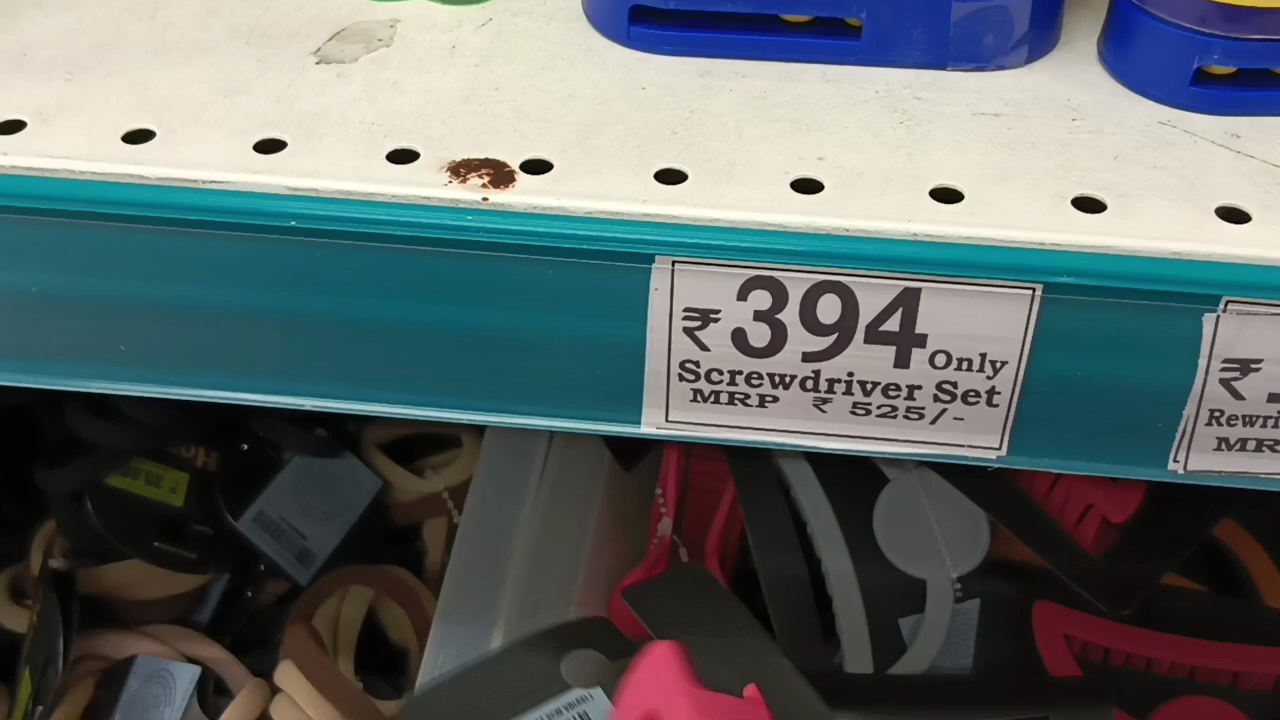 ₹394 Only
Screwdriver Set
MRP ₹ 525/-
₹
Rewri
MR